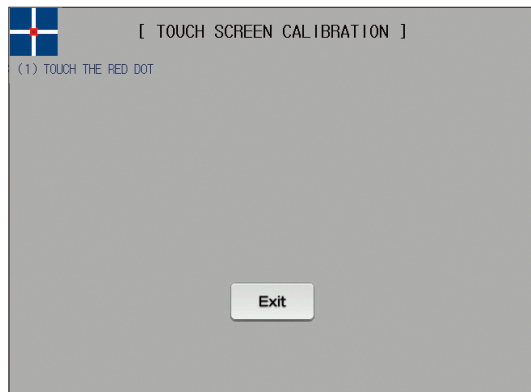 [ TOUCH SCREEN CALIBRATION ]
(1) TOUCH THE RED DOT
Exit